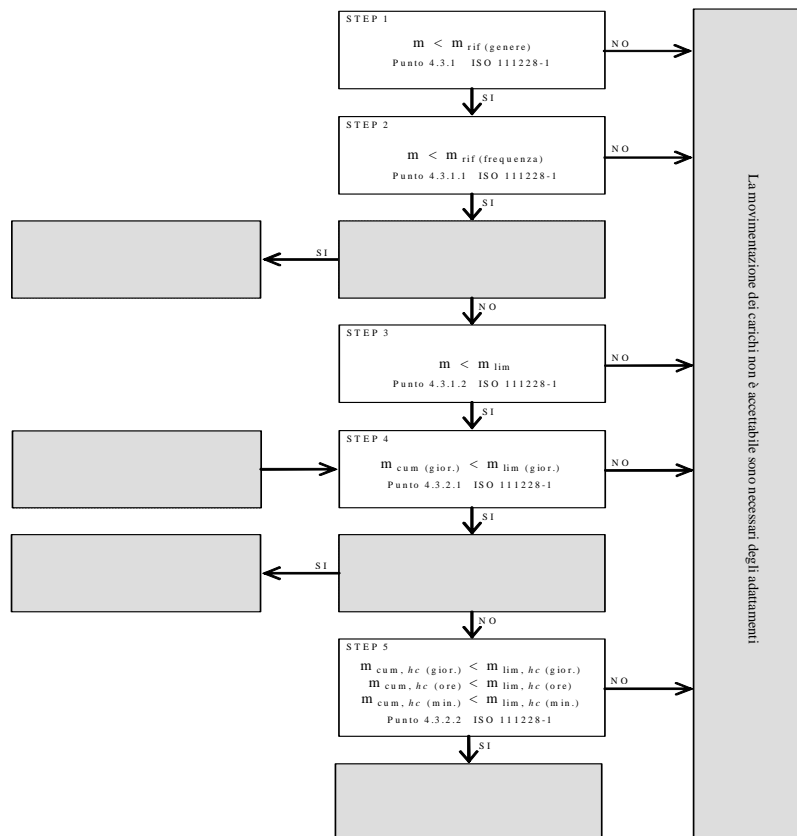 STEP 1
m < m rif (genere)
Punto 4.3.1 ISO 111228-1
NO
SI
STEP 2
m < m rif (frequenza)
Punto 4.3.1.1 ISO 111228-1
NO
SI
SI
NO
STEP 3
m < m lim
Punto 4.3.1.2 ISO 111228-1
NO
SI
STEP 4
m cum (gior.) < m lim (gior.)
Punto 4.3.2.1 ISO 111228-1
NO
SI
SI
NO
STEP 5
m cum, hc (gior.) < m lim, hc (gior.)
m cum, hc (ore) < m lim, hc (ore)
m cum, hc (min.) < m lim, hc (min.)
Punto 4.3.2.2 ISO 111228-1
NO
SI
La movimentazione dei carichi non è accettabile sono necessari degli adattamenti